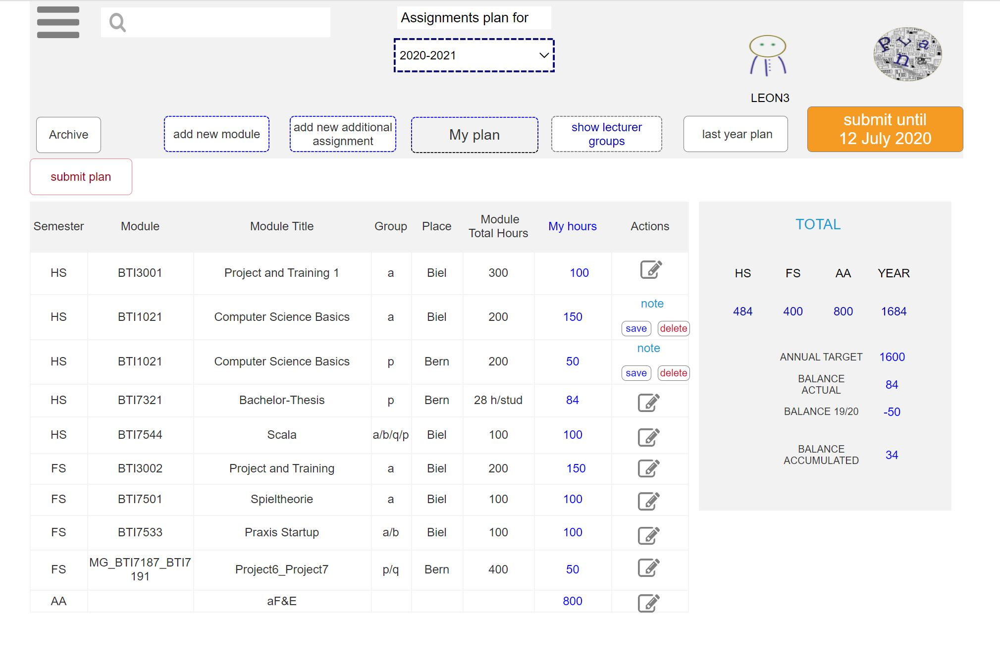 Assignments plan for
2020-2021
P L a
n
LEON3
Archive
add new module
add new additional
assignment
My plan
show lecturer
groups
last year plan
submit until
12 July 2020
submit plan
Semester Module Module Title Group Place Module Total Hours My hours Actions
HS BTI3001 Project and Training 1 a Biel 300 100
HS BTI1021 Computer Science Basics a Biel 200 150 note save delete
HS BTI1021 Computer Science Basics p Bern 200 50 note save delete
HS BTI7321 Bachelor-Thesis p Bern 28 h/stud 84
HS BTI7544 Scala a/b/q/p Biel 100 100
FS BTI3002 Project and Training a Biel 200 150
FS BTI7501 Spieltheorie a Biel 100 100
FS BTI7533 Praxis Startup a/b Biel 100 100
FS MG_BTI7187_BTI7191 Project6_Project7 p/q Bern 400 50
AA aF&E 800
TOTAL
HS FS AA YEAR
484 400 800 1684
ANNUAL TARGET 1600
BALANCE ACTUAL 84
BALANCE 19/20 -50
BALANCE ACCUMULATED 34